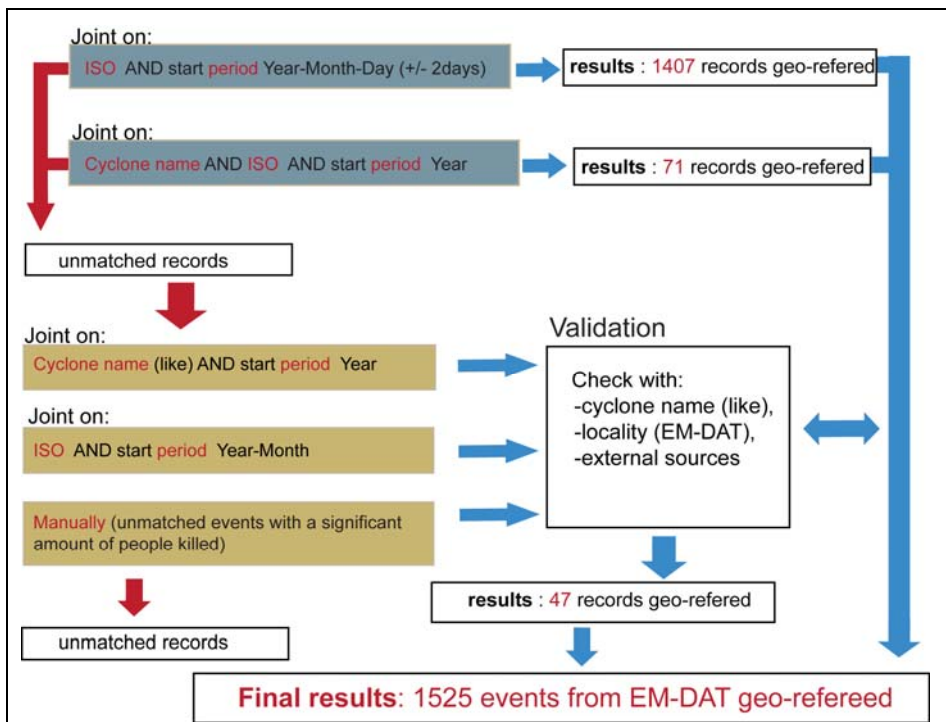 Joint on:
ISO AND start period Year-Month-Day (+/- 2days)
results : 1407 records geo-refered
Joint on:
Cyclone name AND ISO AND start period Year
results : 71 records geo-refered
unmatched records
Joint on:
Cyclone name (like) AND start period Year
Joint on:
ISO AND start period Year-Month
Manually (unmatched events with a significant
amount of people killed)
unmatched records
Validation
Check with:
-cyclone name (like),
-locality (EM-DAT),
-external sources
results : 47 records geo-refered
Final results: 1525 events from EM-DAT geo-refereed